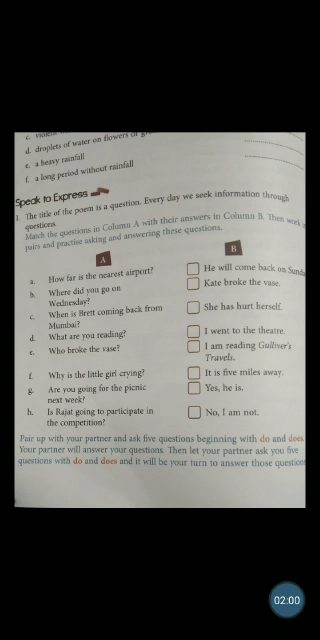 c. violent
d. droplets of water on flowers or
e. a heavy rainfall
f. a long period without rainfall
Speak to Express
1. The title of the poem is a question. Every day we seek information through
questions.
Match the questions in Column A with their answers in Column B. Then work
pairs and practise asking and answering these questions.
A
B
a. How far is the nearest airport?
He will come back on Sunda
b. Where did you go on
Wednesday?
Kate broke the vase.
c. When is Brett coming back from
Mumbai?
She has hurt herself.
d. What are you reading?
I went to the theatre.
e. Who broke the vase?
I am reading Gulliver's
Travels.
f. Why is the little girl crying?
It is five miles away.
g. Are you going for the picnic
next week?
Yes, he is.
h. Is Rajat going to participate in
the competition?
No, I am not.
Pair up with your partner and ask five questions beginning with do and does
Your partner will answer your questions. Then let your partner ask you five
questions with do and does and it will be your turn to answer those question
02:00